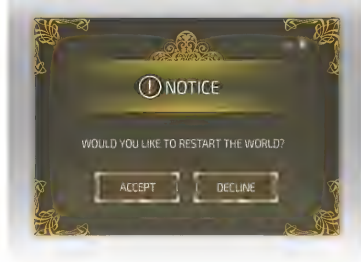 NOTICE
WOULD YOU LIKE TO RESTART THE WORLD?
ACCEPT
DECLINE